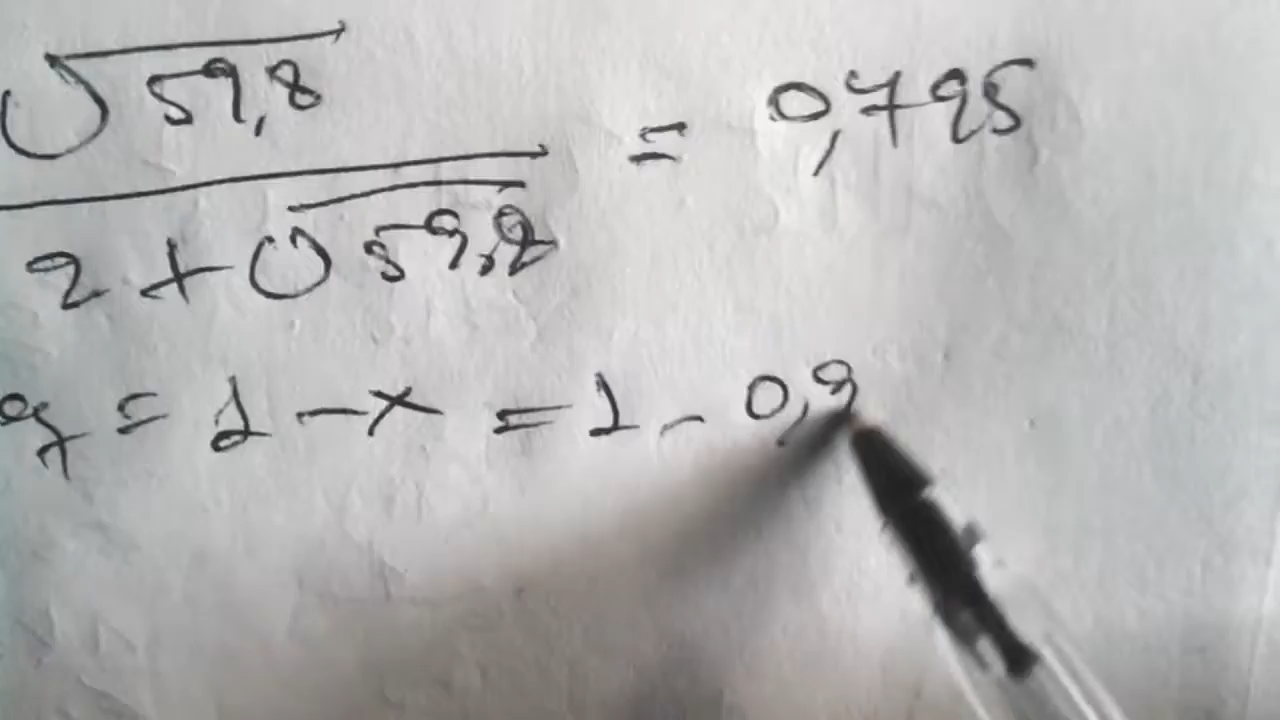 √59,8
2 + √59,8
= 0,795
y = 1 - x = 1 - 0,9